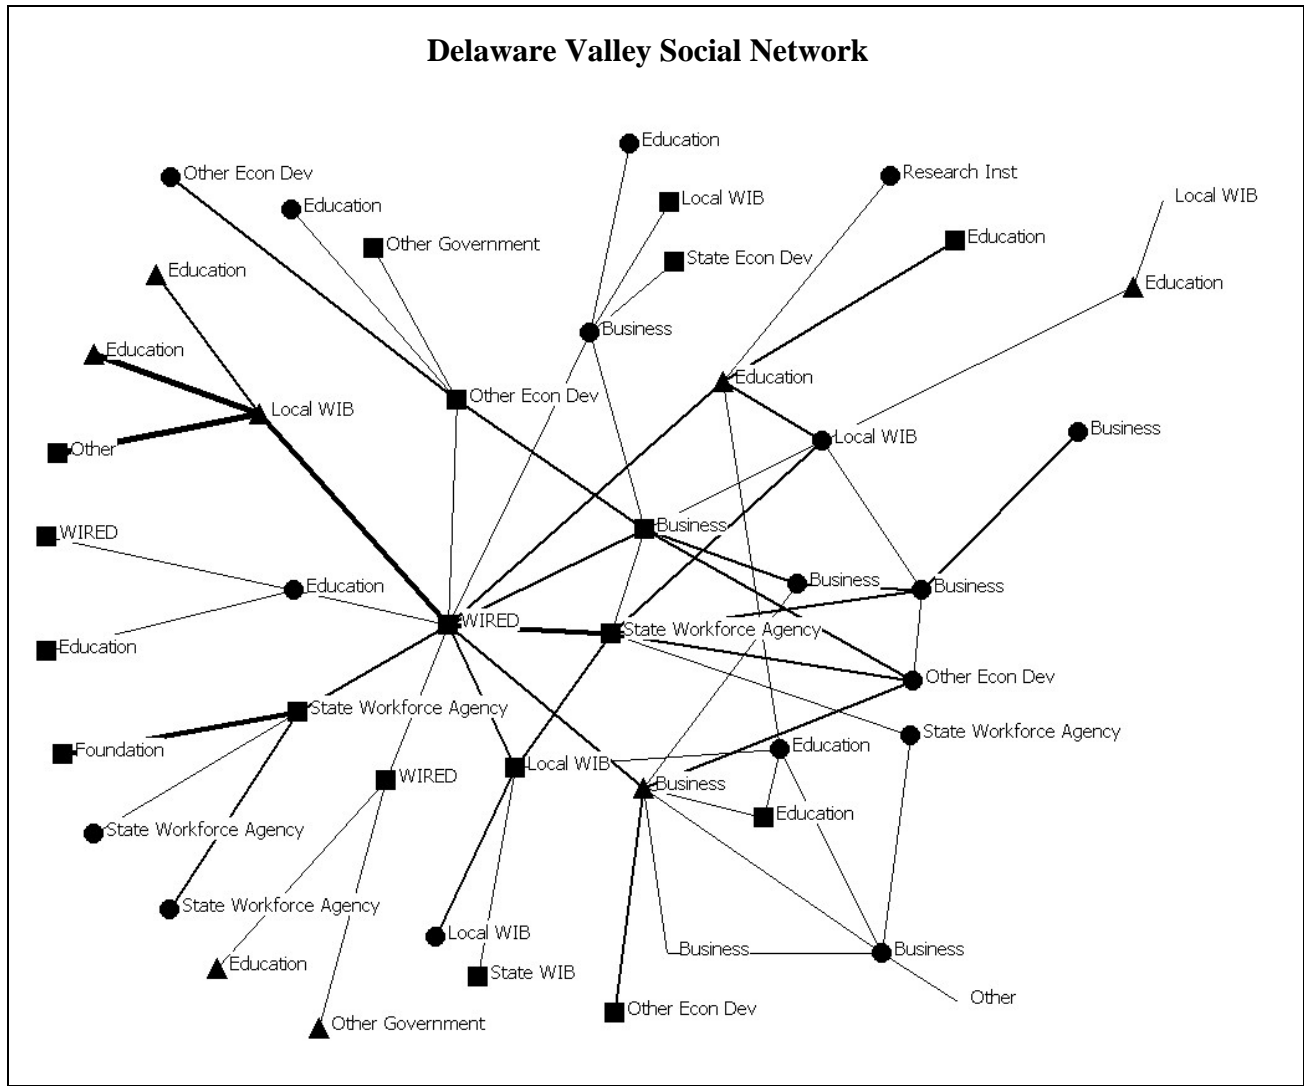 Delaware Valley Social Network
Education
Other Econ Dev
Research Inst
Local WIB
Local WIB
Education
Education
Other Government
State Econ Dev
Education
Education
Business
Education
Education
Other Econ Dev
Local WIB
Local WIB
Business
Other
Business
WIRED
Business
Business
Education
WIRED
State Workforce Agency
Education
Other Econ Dev
State Workforce Agency
State Workforce Agency
Education
Foundation
Local WIB
WIRED
Business
Education
State Workforce Agency
State Workforce Agency
Local WIB
Business
Business
Education
State WIB
Other
Other Econ Dev
Other Government